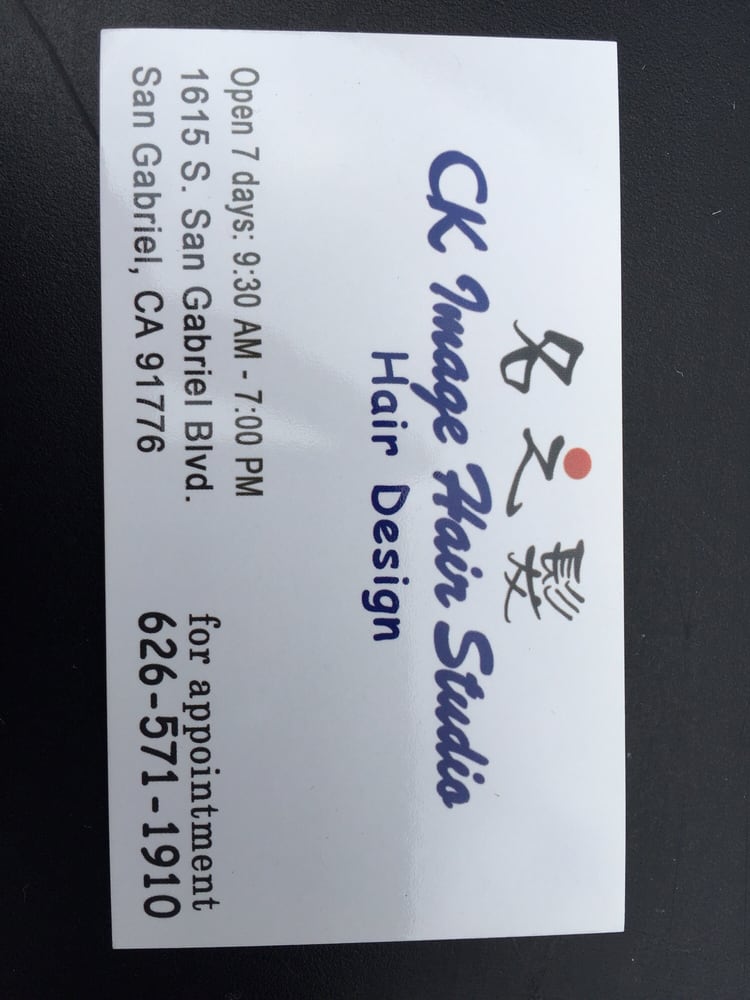 名之髮
CK Image Hair Studio
Hair Design
Open 7 days: 9:30 AM - 7:00 PM
1615 S. San Gabriel Blvd.
San Gabriel, CA 91776
for appointment
626-571-1910